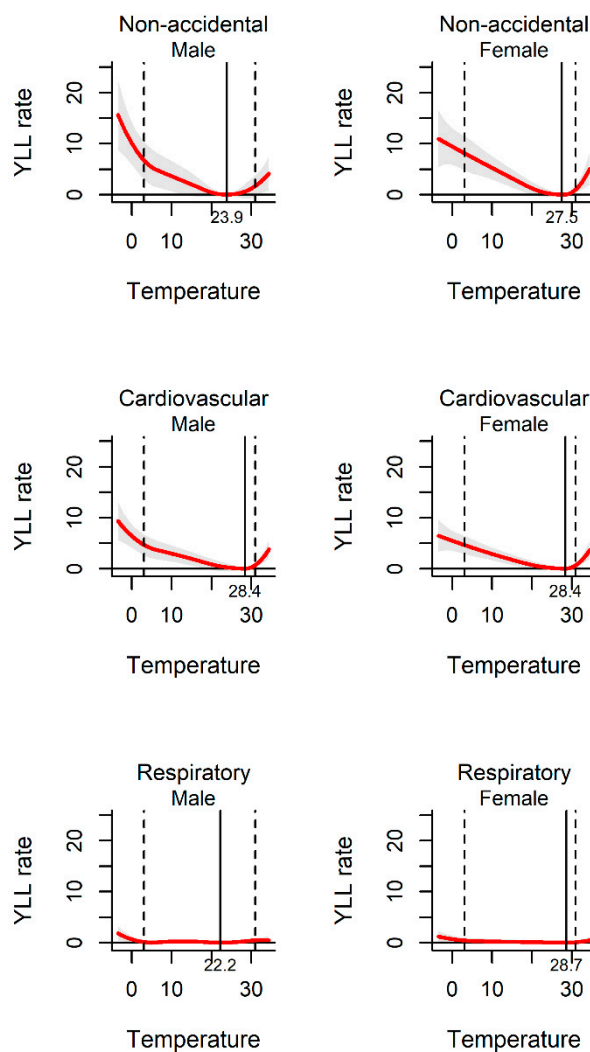 Non-accidental
Male
YLL rate
0 10 20
23.9
0 10 30
Temperature
Non-accidental
Female
YLL rate
0 10 20
27.5
0 10 30
Temperature
Cardiovascular
Male
YLL rate
0 10 20
28.4
0 10 30
Temperature
Cardiovascular
Female
YLL rate
0 10 20
28.4
0 10 30
Temperature
Respiratory
Male
YLL rate
0 10 20
22.2
0 10 30
Temperature
Respiratory
Female
YLL rate
0 10 20
28.7
0 10 30
Temperature